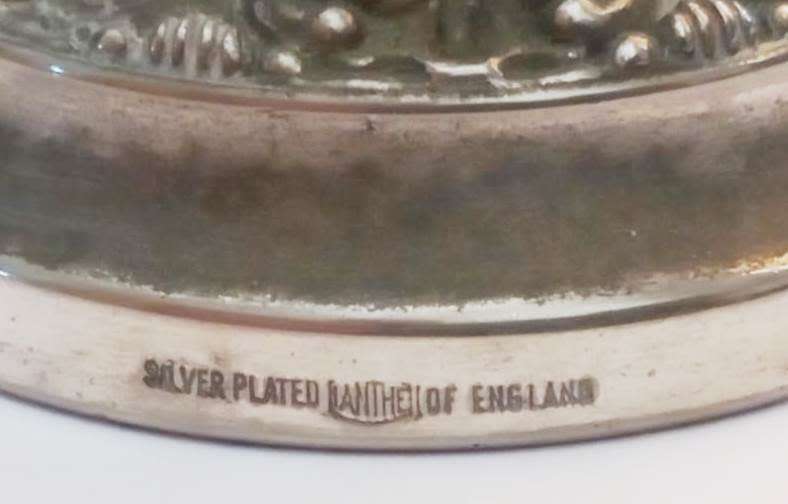 SILVER PLATED IANTHE OF ENGLAND